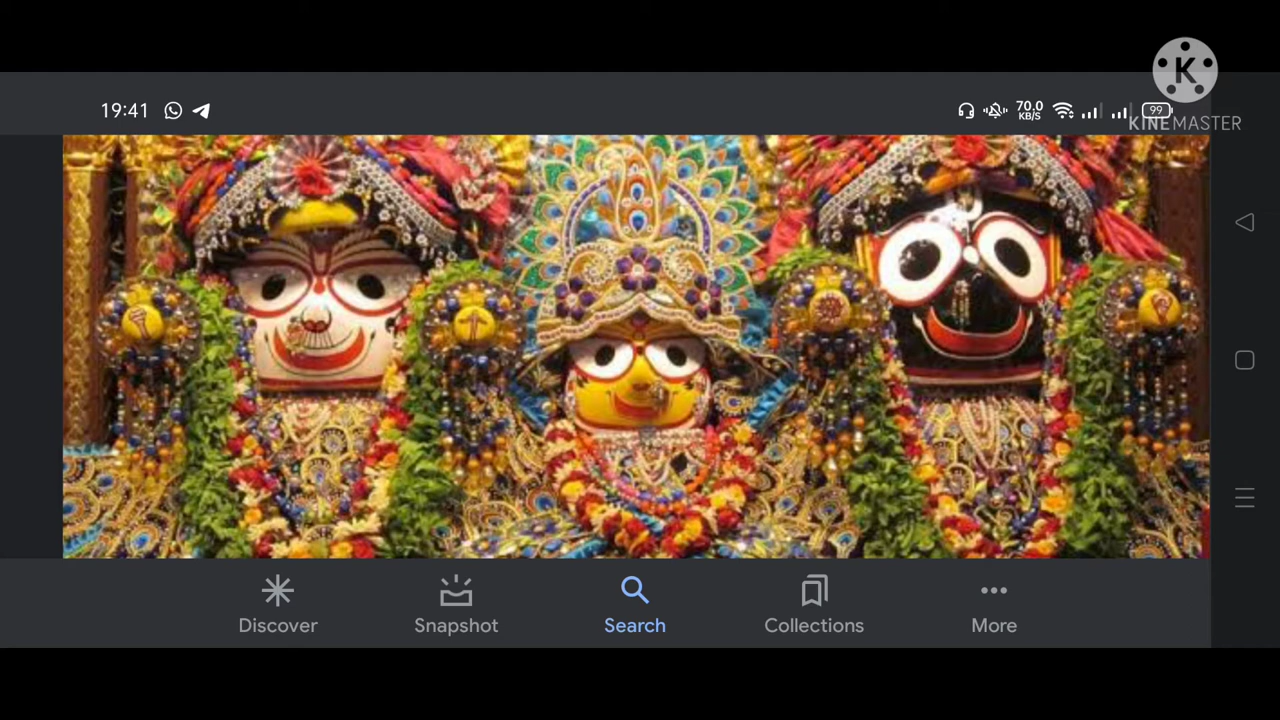 19:41
70.0
KB/S
99
K
KINEMASTER
Discover
Snapshot
Search
Collections
More